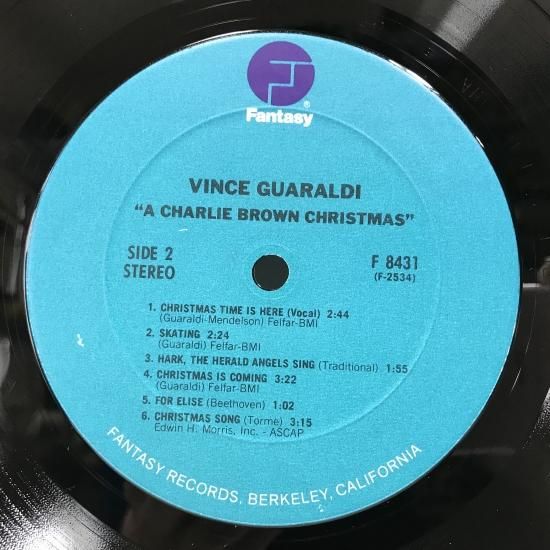 Fantasy®
VINCE GUARALDI
"A CHARLIE BROWN CHRISTMAS"
SIDE 2
STEREO
F 8431
(F-2534)
1. CHRISTMAS TIME IS HERE (Vocal) 2:44
(Guaraldi-Mendelson) Felfar-BMI
2. SKATING 2:24
(Guaraldi) Felfar-BMI
3. HARK, THE HERALD ANGELS SING (Traditional) 1:55
4. CHRISTMAS IS COMING 3:22
(Guaraldi) Felfar-BMI
5. FOR ELISE (Beethoven) 1:02
6. CHRISTMAS SONG (Torme) 3:15
Edwin H. Morris, Inc. - ASCAP
FANTASY RECORDS, BERKELEY, CALIFORNIA